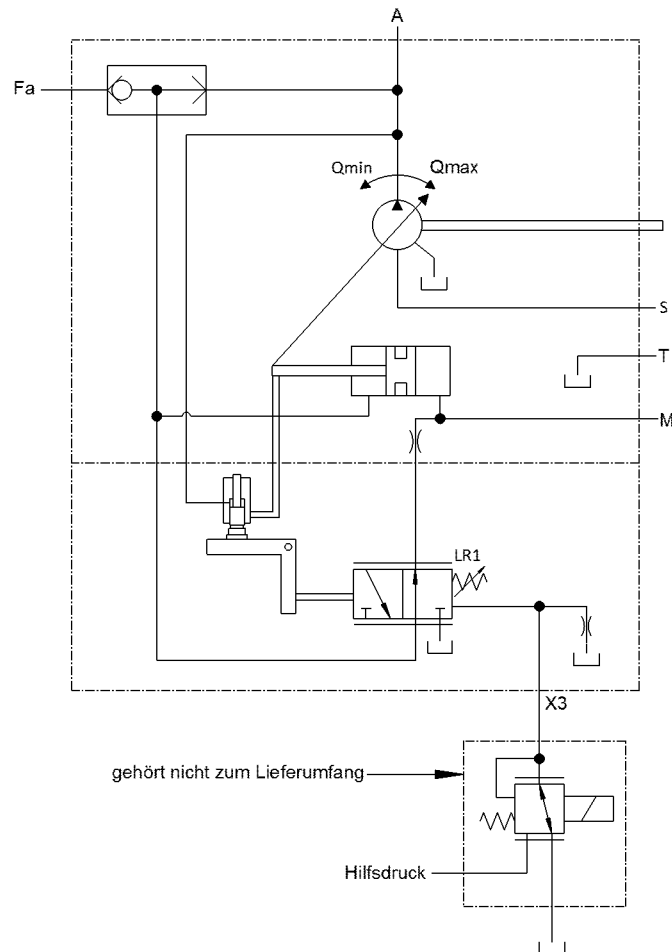 A
Fa
Qmin
Qmax
S
T
M
LR1
X3
gehört nicht zum Lieferumfang
Hilfsdruck